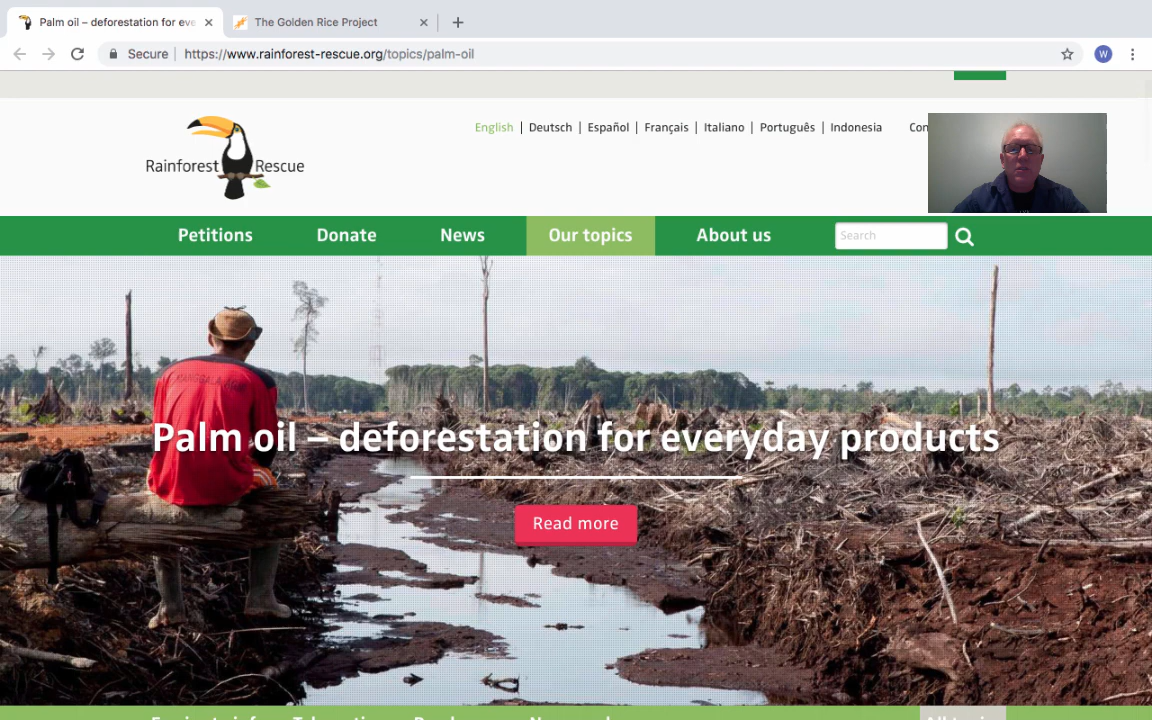 Palm oil – deforestation for eve
The Golden Rice Project
Secure
https://www.rainforest-rescue.org/topics/palm-oil
W
English | Deutsch | Español | Français | Italiano | Português | Indonesia
Rainforest Rescue
Petitions Donate News Our topics About us Search
Palm oil – deforestation for everyday products
Read more